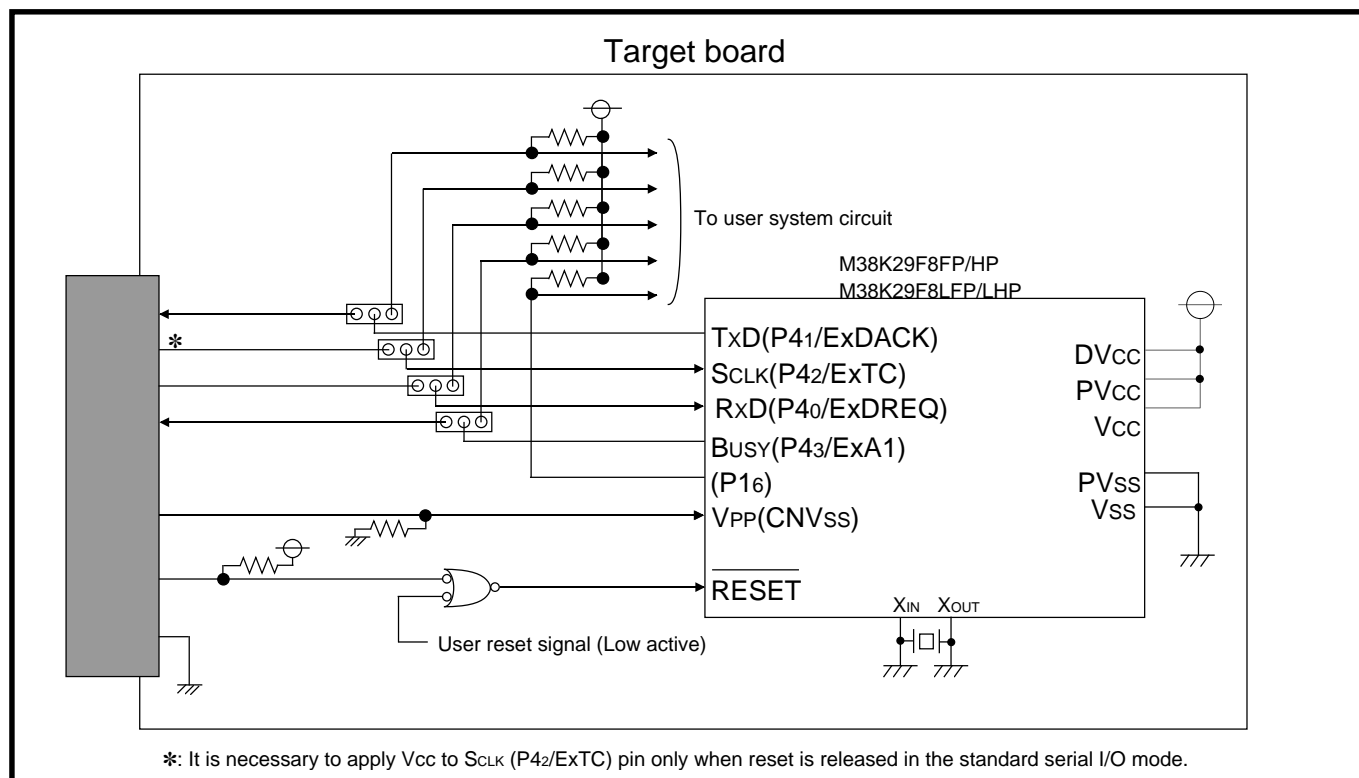 Target board
To user system circuit
M38K29F8FP/HP
M38K29F8LFP/LHP
TxD(P41/ExDACK)
SCLK(P42/ExTC)
RxD(P40/ExDREQ)
BUSY(P43/ExA1)
(P16)
VPP(CNVSS)
RESET
DVCC
PVCC
VCC
PVSS
VSS
XIN XOUT
✻
User reset signal (Low active)
✻: It is necessary to apply Vcc to SCLK (P42/ExTC) pin only when reset is released in the standard serial I/O mode.